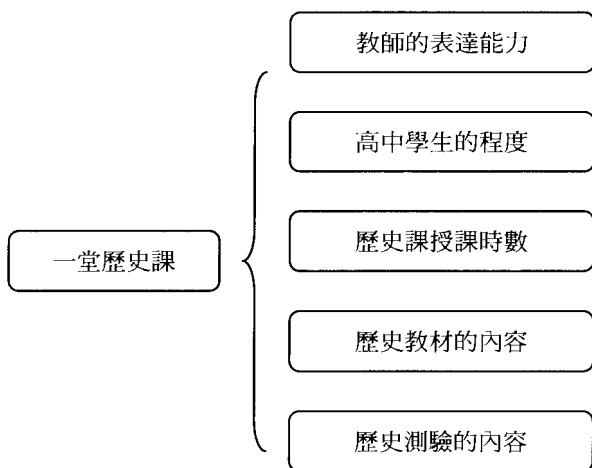 教師的表達能力
高中學生的程度
一堂歷史課
歷史課授課時數
歷史教材的內容
歷史測驗的內容